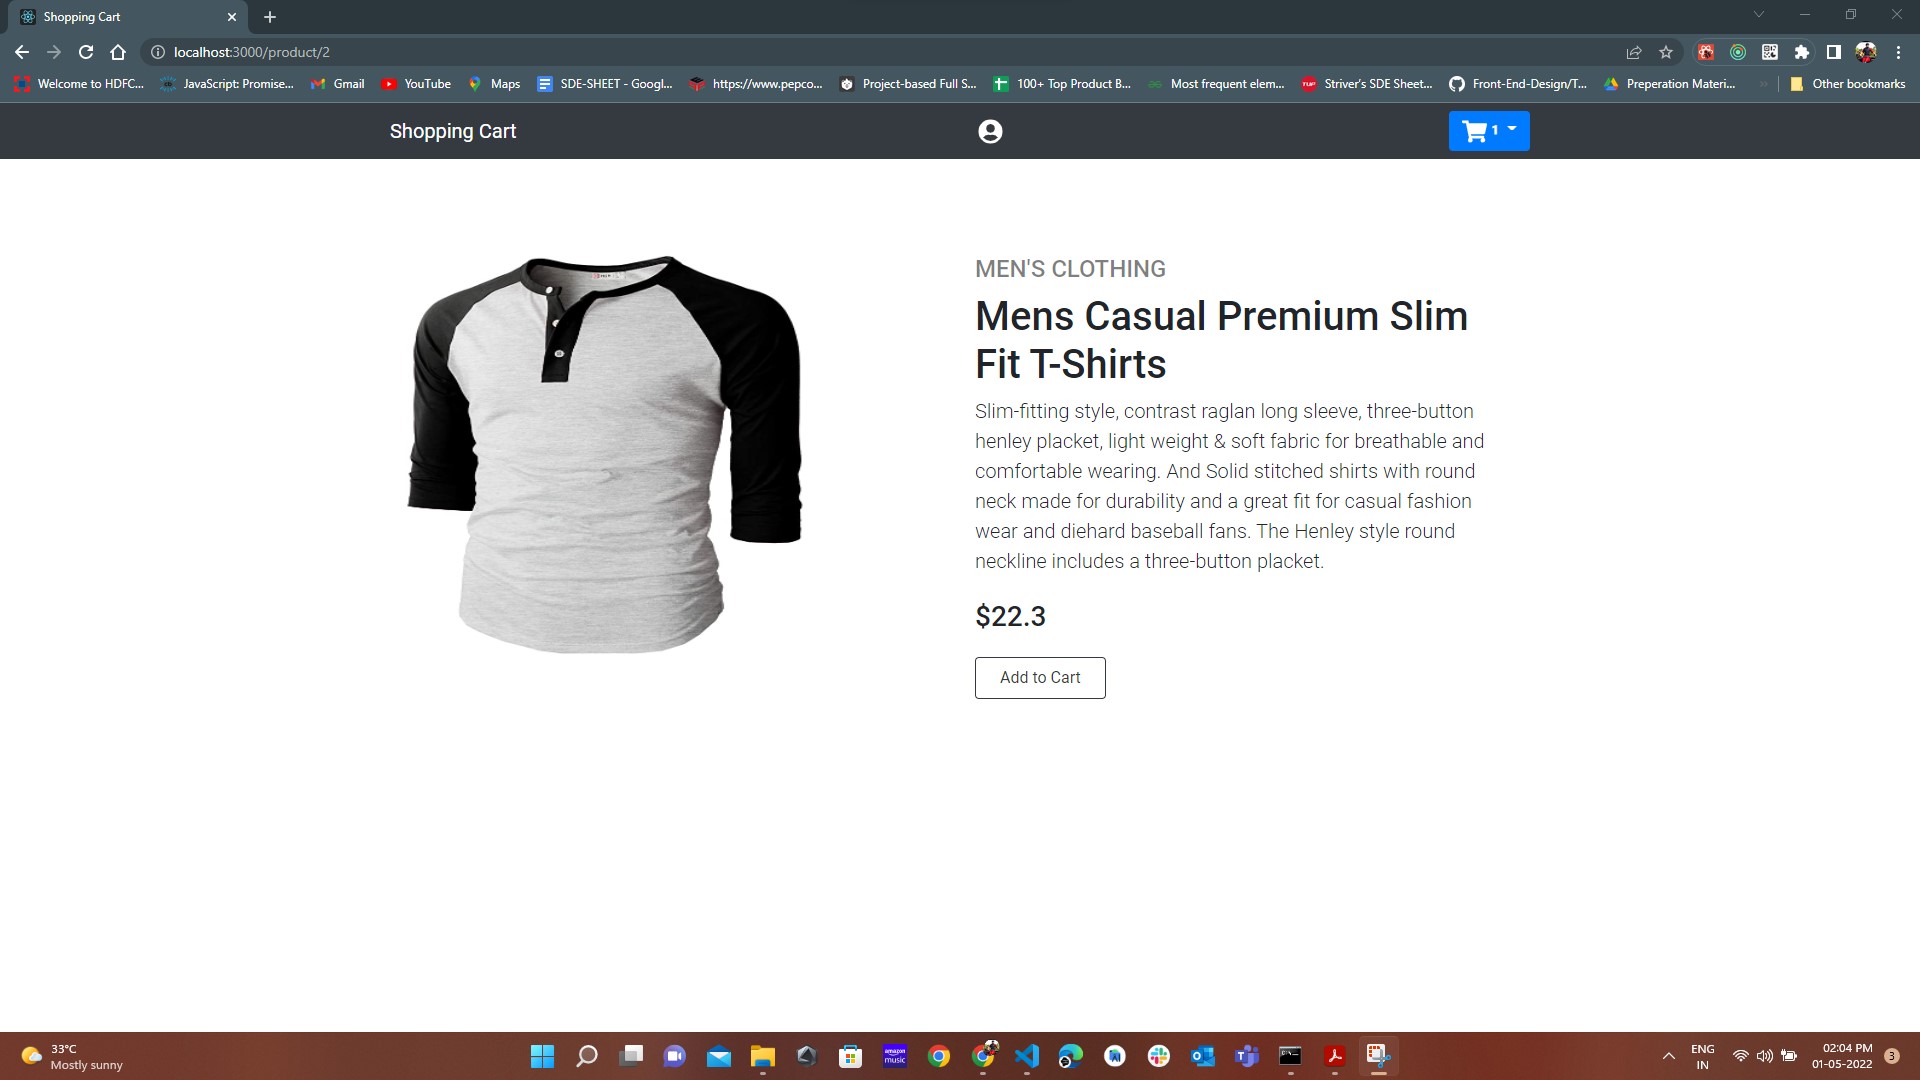 Shopping Cart
localhost:3000/product/2
Welcome to HDFC...
JavaScript: Promise...
Gmail
YouTube
Maps
SDE-SHEET - Googl...
https://www.pepco...
Project-based Full S...
100+ Top Product B...
Most frequent elem...
Striver's SDE Sheet...
Front-End-Design/T...
Preperation Materi...
Other bookmarks
Shopping Cart
1
MEN'S CLOTHING
Mens Casual Premium Slim
Fit T-Shirts
Slim-fitting style, contrast raglan long sleeve, three-button
henley placket, light weight & soft fabric for breathable and
comfortable wearing. And Solid stitched shirts with round
neck made for durability and a great fit for casual fashion
wear and diehard baseball fans. The Henley style round
neckline includes a three-button placket.
$22.3
Add to Cart
33°C
Mostly sunny
amazon
music
ENG
IN
02:04 PM
01-05-2022
3